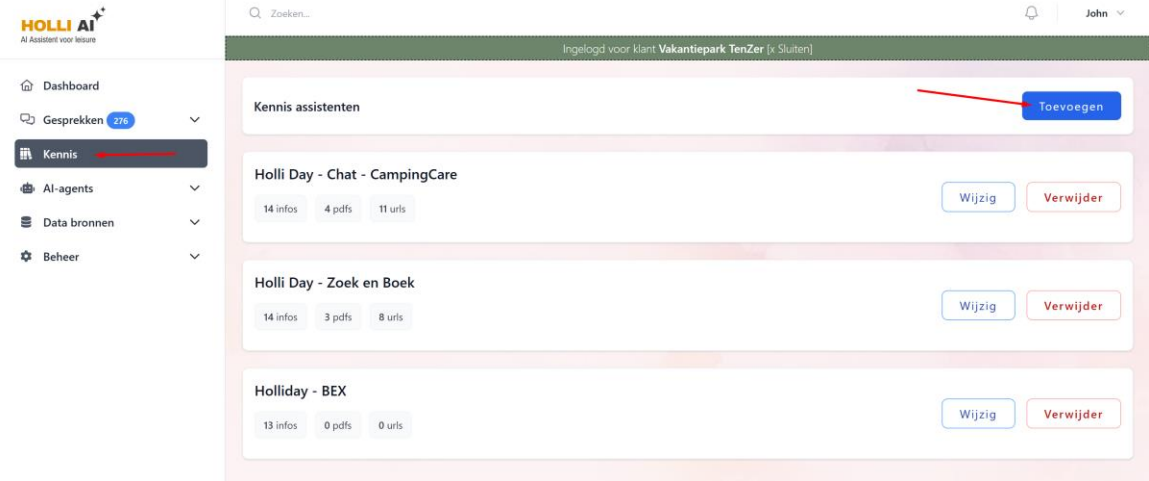 HOLLI AI
AI Assistent voor leisure
Zoeken...
John
Ingelogd voor klant Vakantiepark TenZer [x Sluiten]
Dashboard
Gesprekken 276
Kennis
AI-agents
Data bronnen
Beheer
Kennis assistenten
Toevoegen
Holli Day - Chat - CampingCare
14 infos 4 pdfs 11 urls
Wijzig Verwijder
Holli Day - Zoek en Boek
14 infos 3 pdfs 8 urls
Wijzig Verwijder
Holliday - BEX
13 infos 0 pdfs 0 urls
Wijzig Verwijder